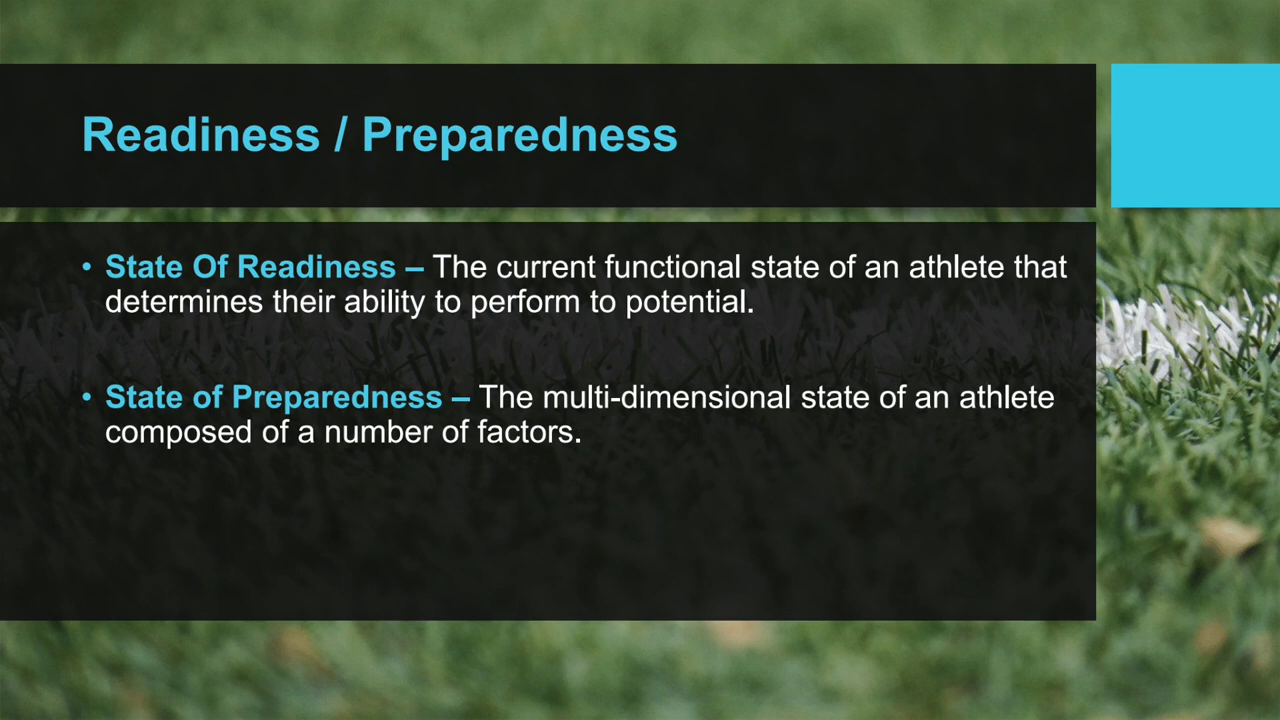 Readiness / Preparedness
• State Of Readiness – The current functional state of an athlete that
determines their ability to perform to potential.
• State of Preparedness – The multi-dimensional state of an athlete
composed of a number of factors.